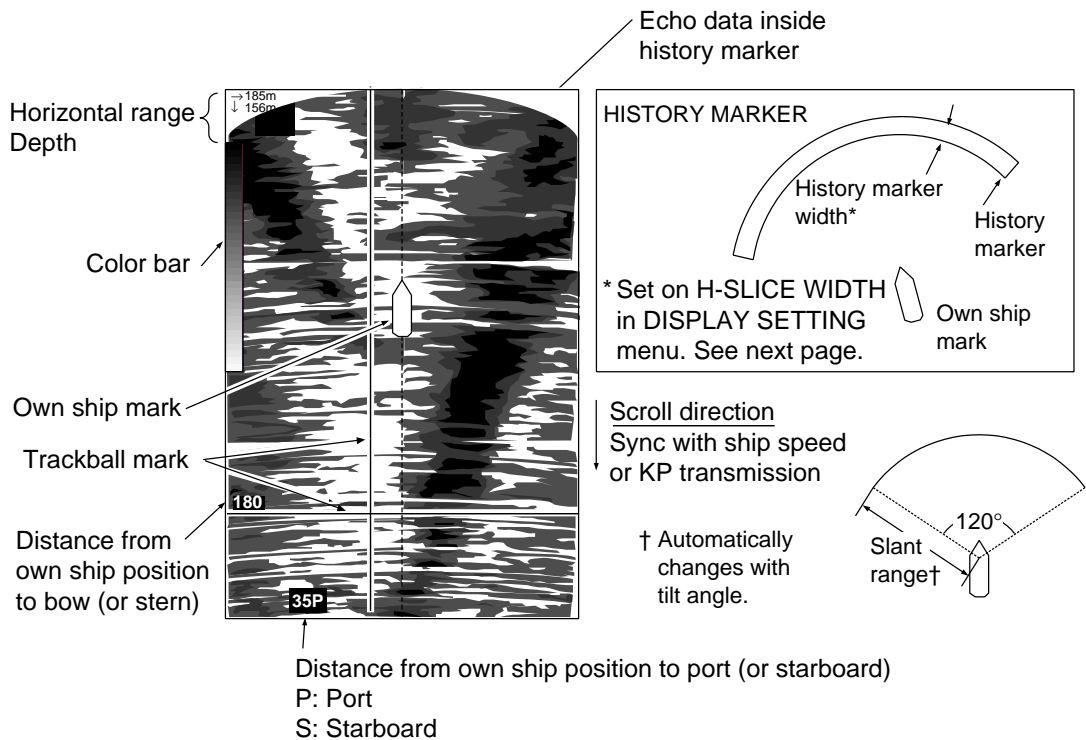 Echo data inside
history marker
Horizontal range
Depth
→185m
↓ 156m
Color bar
Own ship mark
Trackball mark
180
Distance from
own ship position
to bow (or stern)
35P
Distance from own ship position to port (or starboard)
P: Port
S: Starboard
HISTORY MARKER
History marker
width*
History
marker
* Set on H-SLICE WIDTH
in DISPLAY SETTING
menu. See next page.
Own ship
mark
Scroll direction
Sync with ship speed
or KP transmission
† Automatically
changes with
tilt angle.
120°
Slant
range†